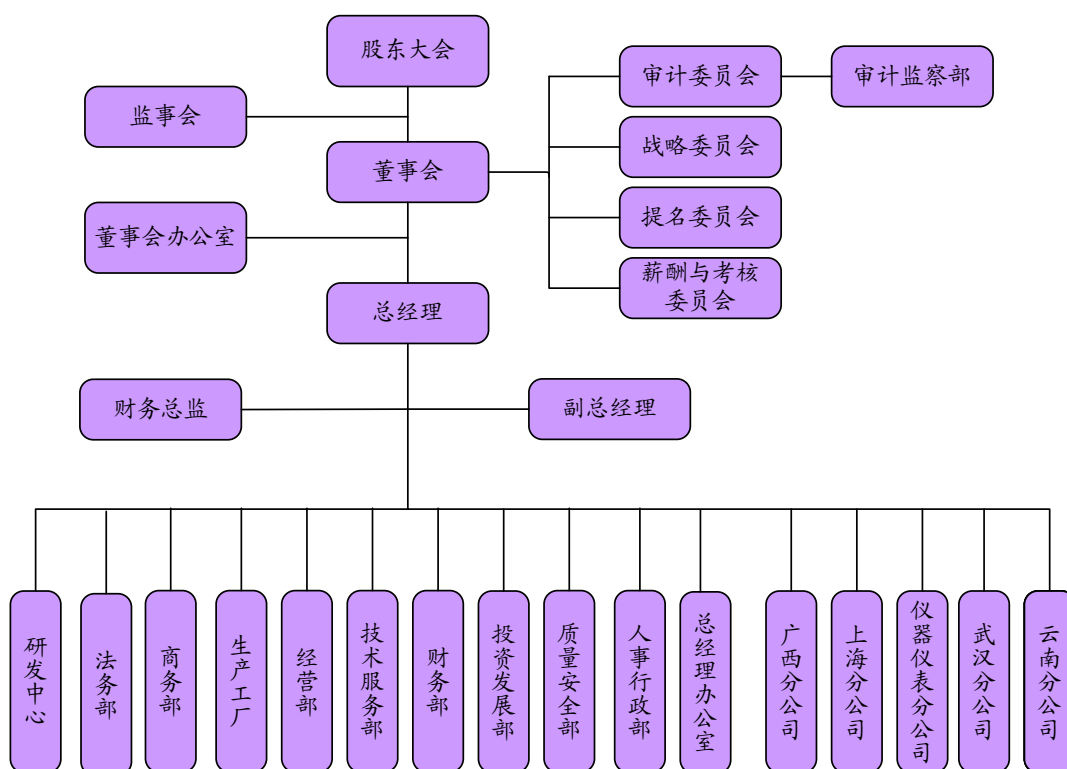 股东大会
审计委员会
审计监察部
监事会
战略委员会
董事会
提名委员会
董事会办公室
薪酬与考核
委员会
总经理
财务总监
副总经理
研发中心
法务部
商务部
生产工厂
经营部
技术服务部
财务部
投资发展部
质量安全部
人事行政部
总经理办公室
广西分公司
上海分公司
仪器仪表分公司
武汉分公司
云南分公司